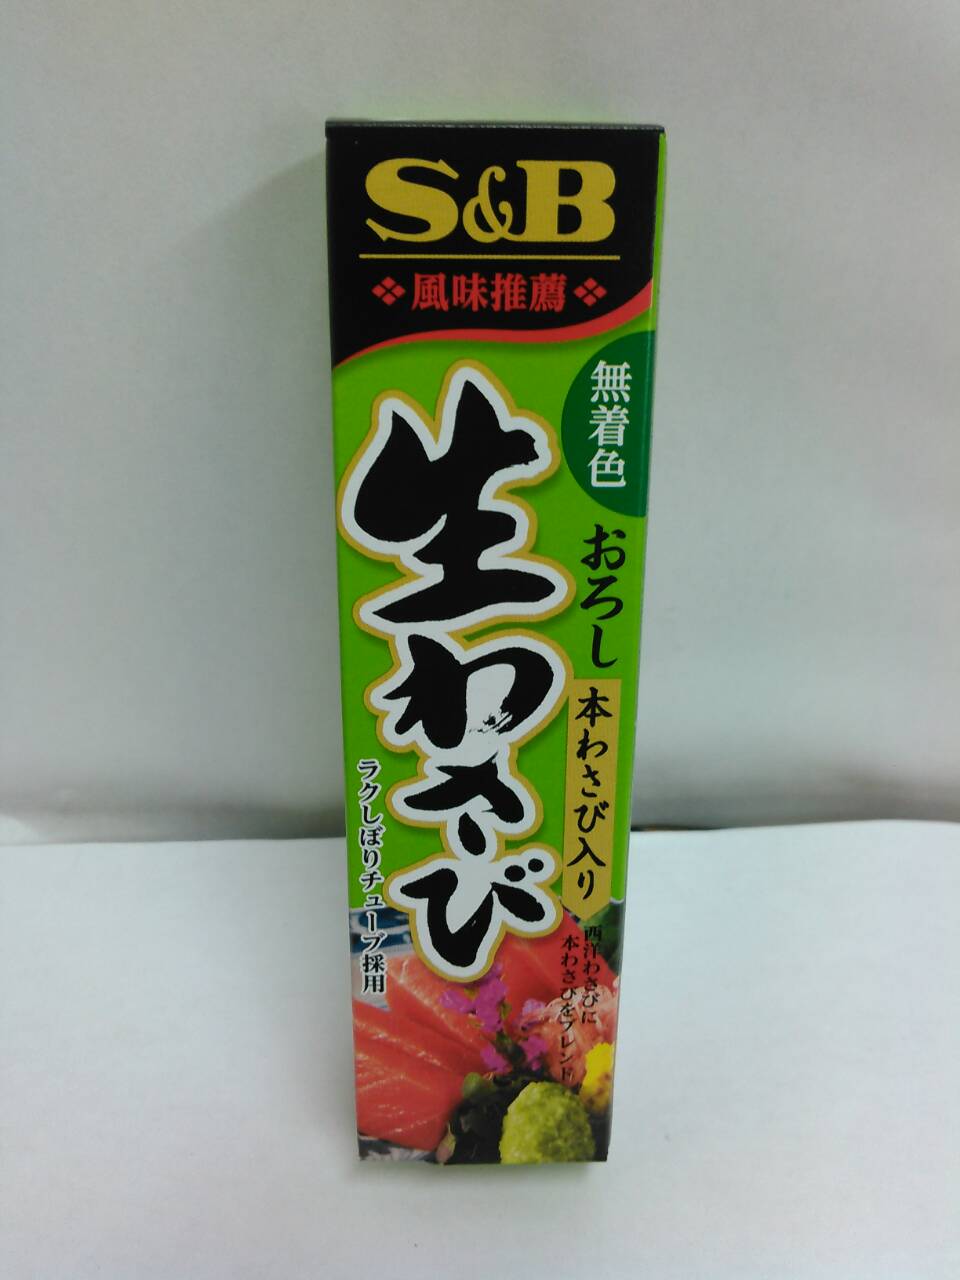 S&B
風味推薦
無着色
おろし
本わさび入り
生わさび
西洋わさびに
本わさびをブレンド
ラクしぼりチューブ採用